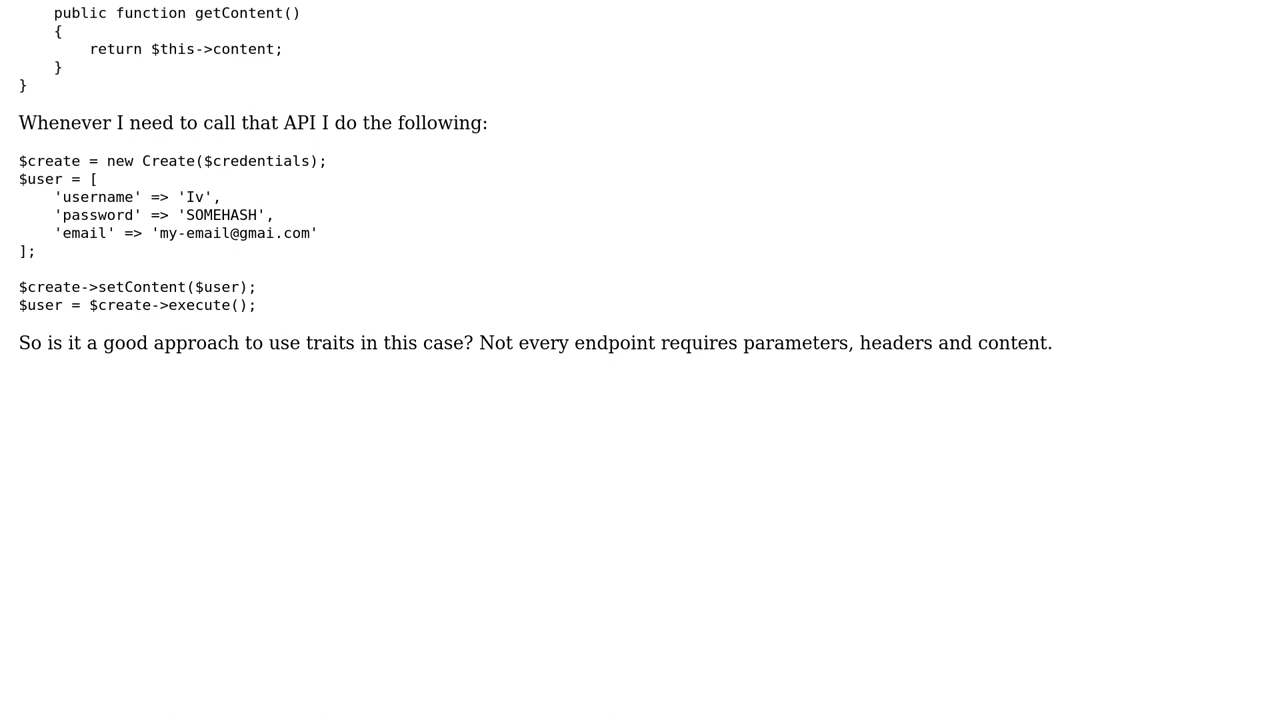 public function getContent()
    {
        return $this->content;
    }
}
Whenever I need to call that API I do the following:
$create = new Create($credentials);
$user = [
    'username' => 'Iv',
    'password' => 'SOMEHASH',
    'email' => 'my-email@gmai.com'
];
$create->setContent($user);
$user = $create->execute();
So is it a good approach to use traits in this case? Not every endpoint requires parameters, headers and content.